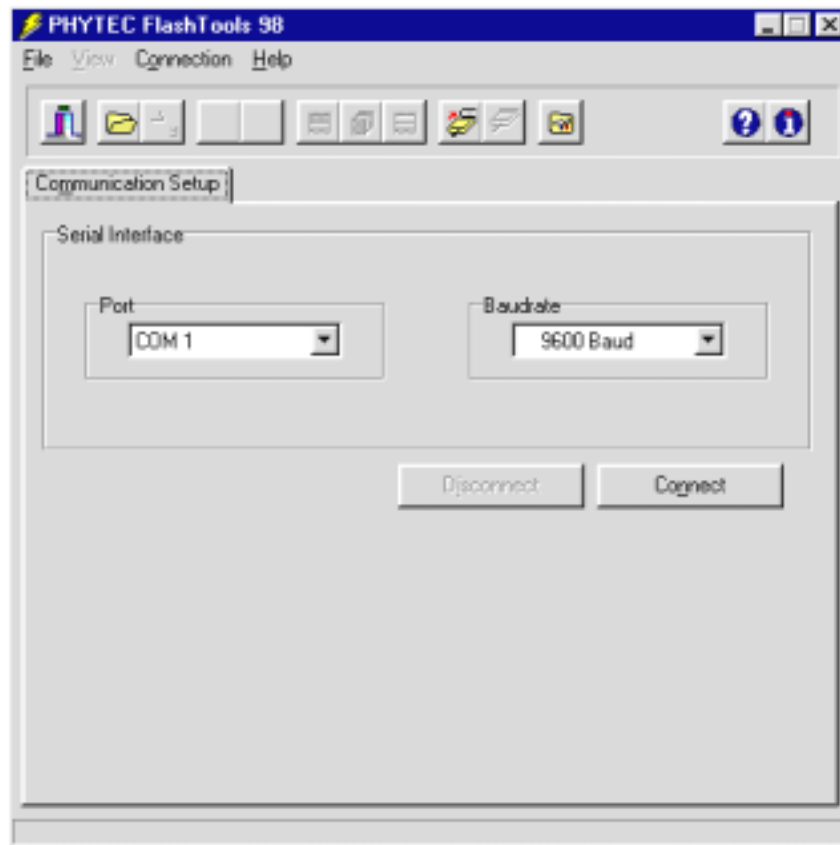 PHYTEC FlashTools 98
File View Connection Help
Communication Setup
Serial Interface
Port
Baudrate
COM 1
9600 Baud
Disconnect
Connect